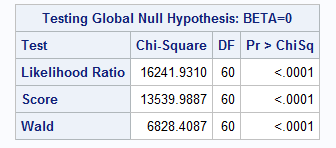 Testing Global Null Hypothesis: BETA=0
Test Chi-Square DF Pr > ChiSq
Likelihood Ratio 16241.9310 60 <.0001
Score 13539.9887 60 <.0001
Wald 6828.4087 60 <.0001